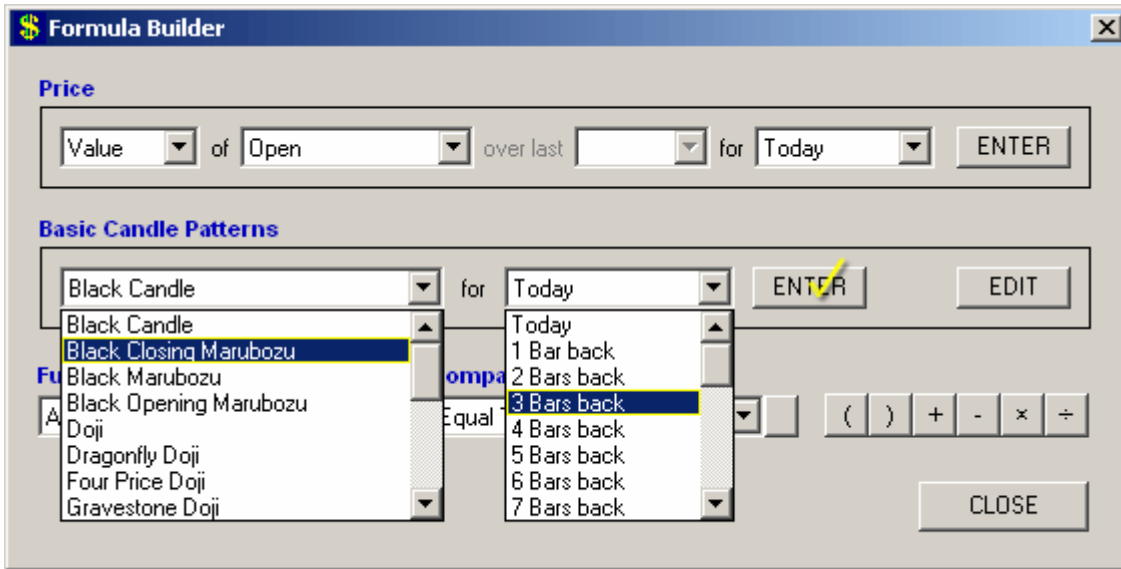 Formula Builder
Price
Value of Open over last for Today ENTER
Basic Candle Patterns
Black Candle for Today ENTER EDIT
Black Candle Today
Black Closing Marubozu 1 Bar back
Black Marubozu 2 Bars back
Black Opening Marubozu 3 Bars back
Doji 4 Bars back
Dragonfly Doji 5 Bars back
Four Price Doji 6 Bars back
Gravestone Doji 7 Bars back
Fu ompa
A Equal T ( ) + - × ÷
CLOSE